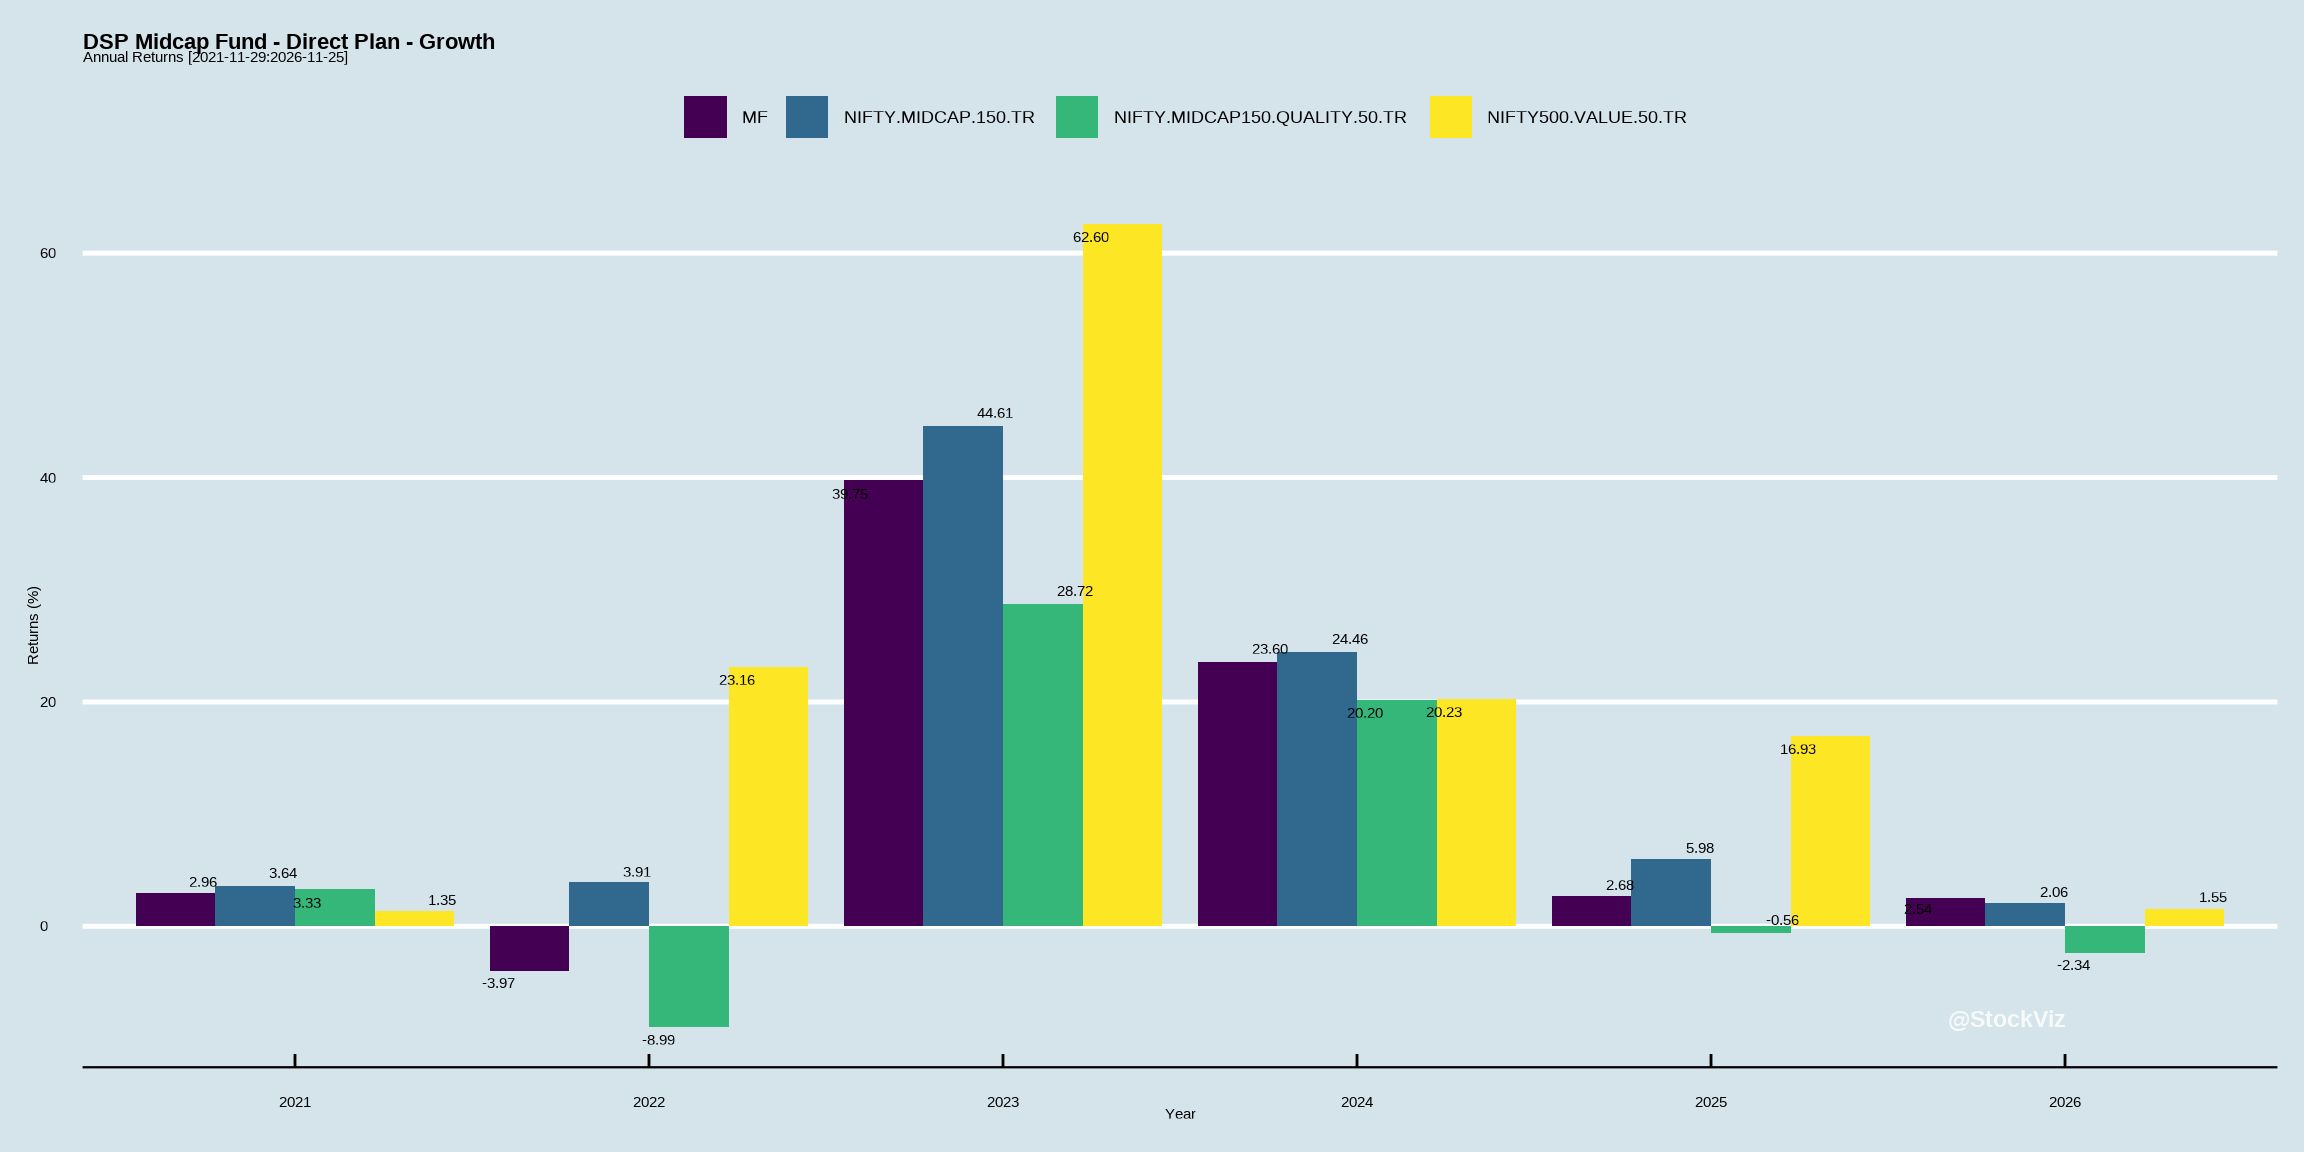 DSP Midcap Fund - Direct Plan - Growth
Annual Returns [2021-11-29:2026-11-25]
MF NIFTY.MIDCAP.150.TR NIFTY.MIDCAP150.QUALITY.50.TR NIFTY500.VALUE.50.TR
Returns (%)
60
40
20
0
2.96 3.64 3.33 1.35
-3.97 3.91 -8.99 23.16
39.75 44.61 28.72 62.60
23.60 24.46 20.20 20.23
2.68 5.98 -0.56 16.93
2.54 2.06 -2.34 1.55
@StockViz
2021 2022 2023 2024 2025 2026
Year